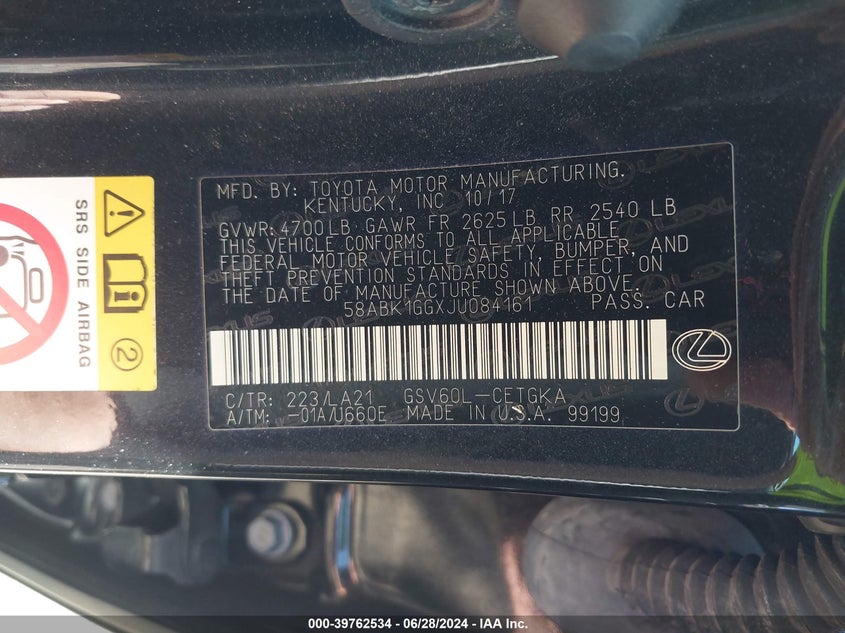 SRS SIDE AIRBAG
2
MFD. BY: TOYOTA MOTOR MANUFACTURING.
KENTUCKY, INC 10/17
GVWR: 4700LB GAWR FR 2625LB RR 2540 LB
THIS VEHICLE CONFORMS TO ALL APPLICABLE
FEDERAL MOTOR VEHICLE SAFETY, BUMPER, AND
THEFT PREVENTION STANDARDS IN EFFECT ON
THE DATE OF MANUFACTURE SHOWN ABOVE.
58ABK1GGXJU084161 PASS. CAR
C/TR: 223/LA21 GSV60L-CETGKA
A/TM: -01A/U660E MADE IN U.S.A. 99199
LEXUS
000-39762534 / 06/28/2024 / IAA Inc.